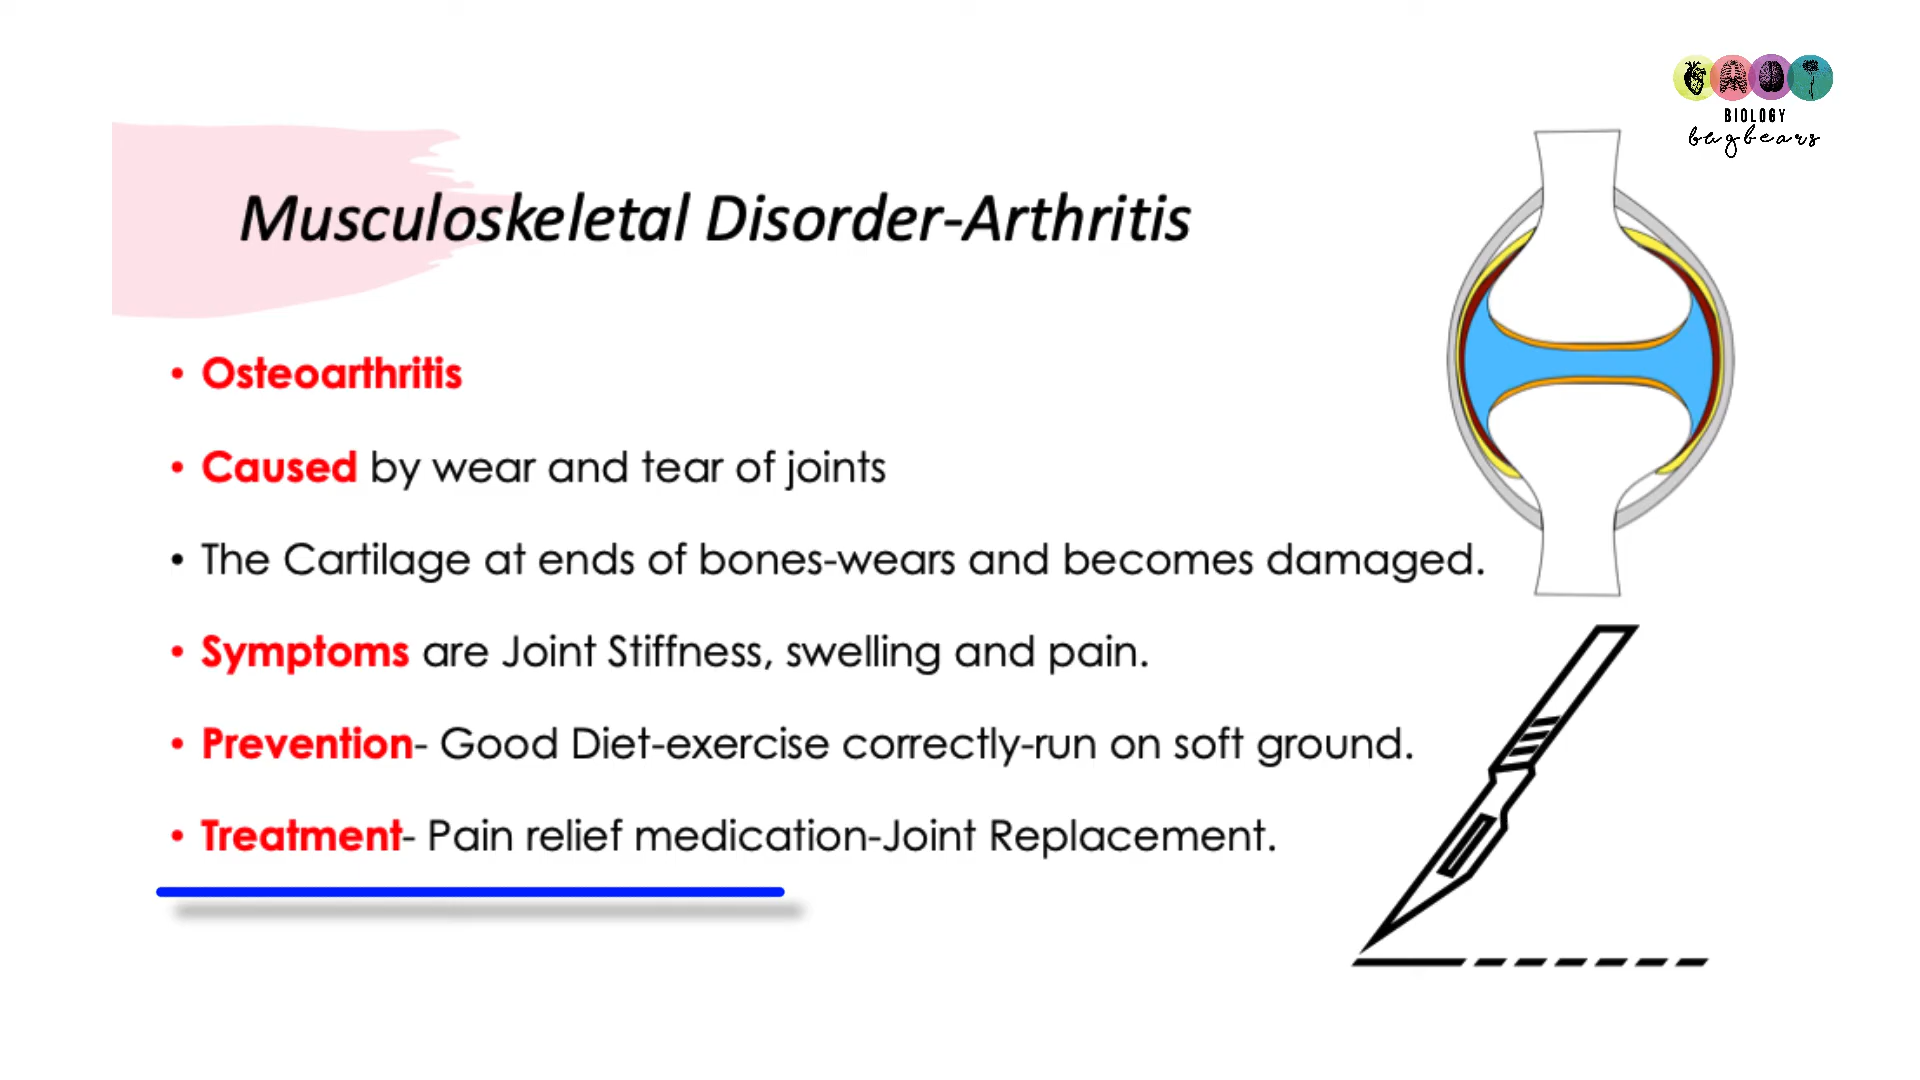 BIOLOGY
bugbears
Musculoskeletal Disorder-Arthritis
• Osteoarthritis
• Caused by wear and tear of joints
• The Cartilage at ends of bones-wears and becomes damaged.
• Symptoms are Joint Stiffness, swelling and pain.
• Prevention- Good Diet-exercise correctly-run on soft ground.
• Treatment- Pain relief medication-Joint Replacement.